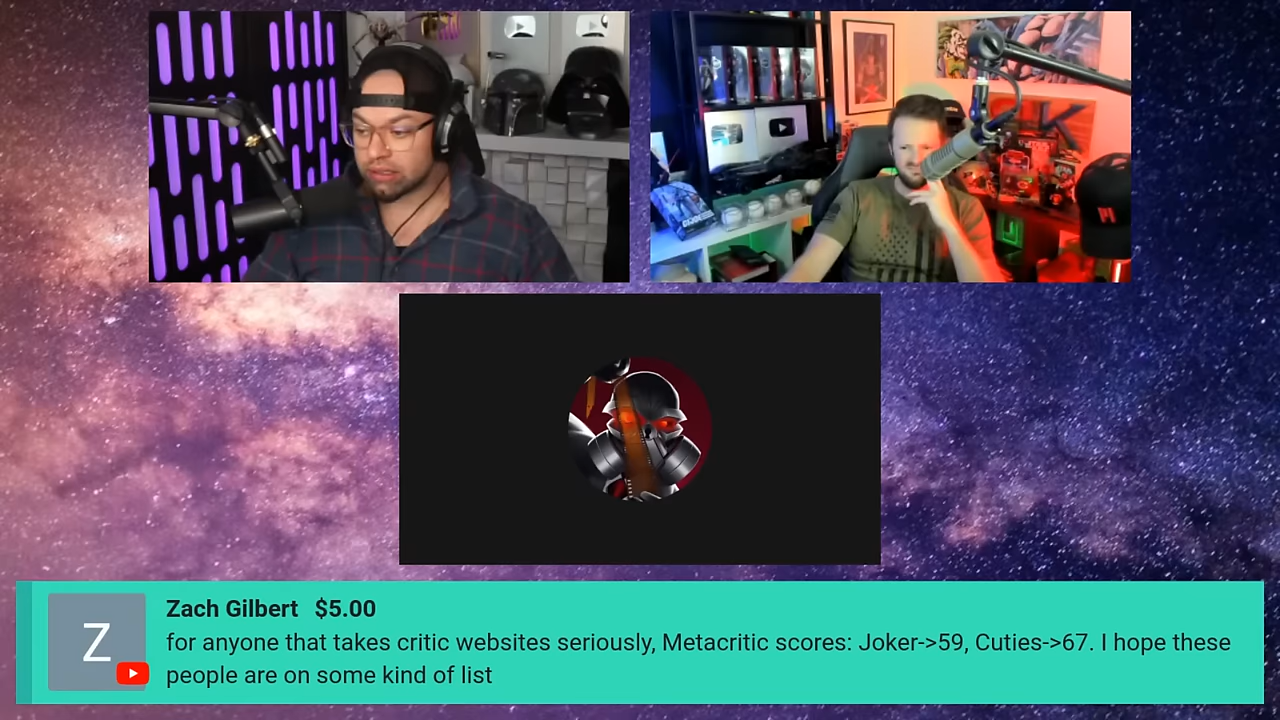 Zach Gilbert $5.00
Z
for anyone that takes critic websites seriously, Metacritic scores: Joker->59, Cuties->67. I hope these
people are on some kind of list